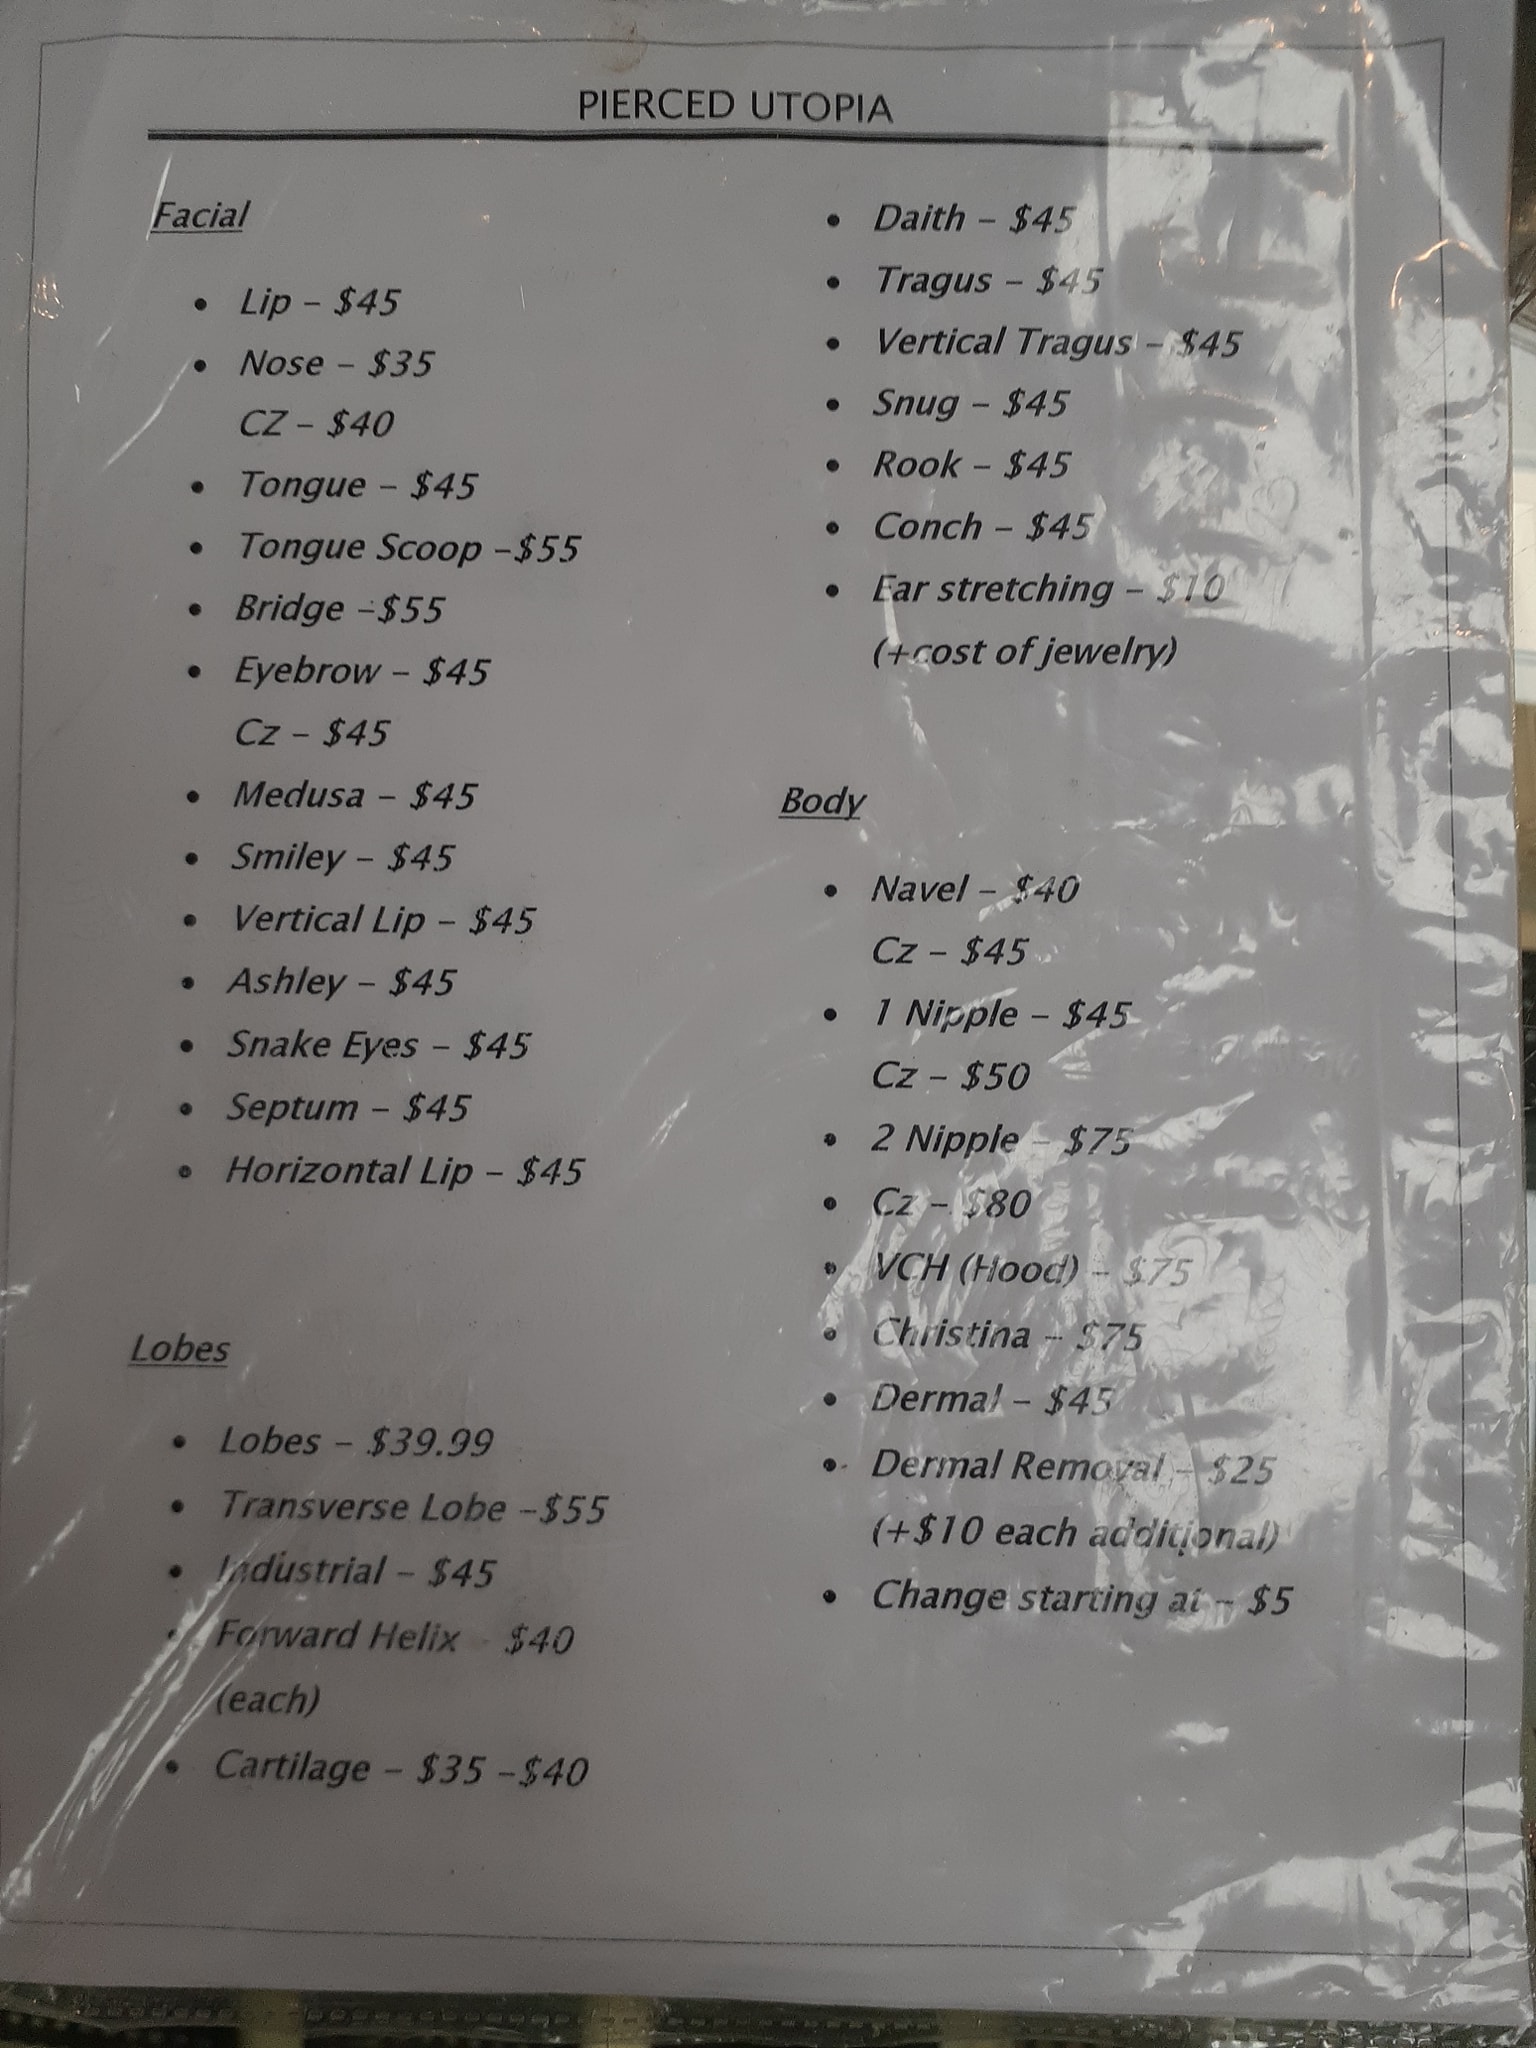 PIERCED UTOPIA
Facial
• Lip – $45
• Nose – $35
CZ – $40
• Tongue – $45
• Tongue Scoop –$55
• Bridge –$55
• Eyebrow – $45
Cz – $45
• Medusa – $45
• Smiley – $45
• Vertical Lip – $45
• Ashley – $45
• Snake Eyes – $45
• Septum – $45
• Horizontal Lip – $45
Lobes
• Lobes – $39.99
• Transverse Lobe –$55
• Industrial – $45
• Forward Helix – $40
(each)
• Cartilage – $35 –$40
• Daith – $45
• Tragus – $45
• Vertical Tragus – $45
• Snug – $45
• Rook – $45
• Conch – $45
• Ear stretching – $10
(+cost of jewelry)
Body
• Navel – $40
Cz – $45
• 1 Nipple – $45
Cz – $50
• 2 Nipple – $75
• Cz – $80
• VCH (Hood) – $75
• Christina – $75
• Dermal – $45
• Dermal Removal – $25
(+$10 each additional)
• Change starting at – $5